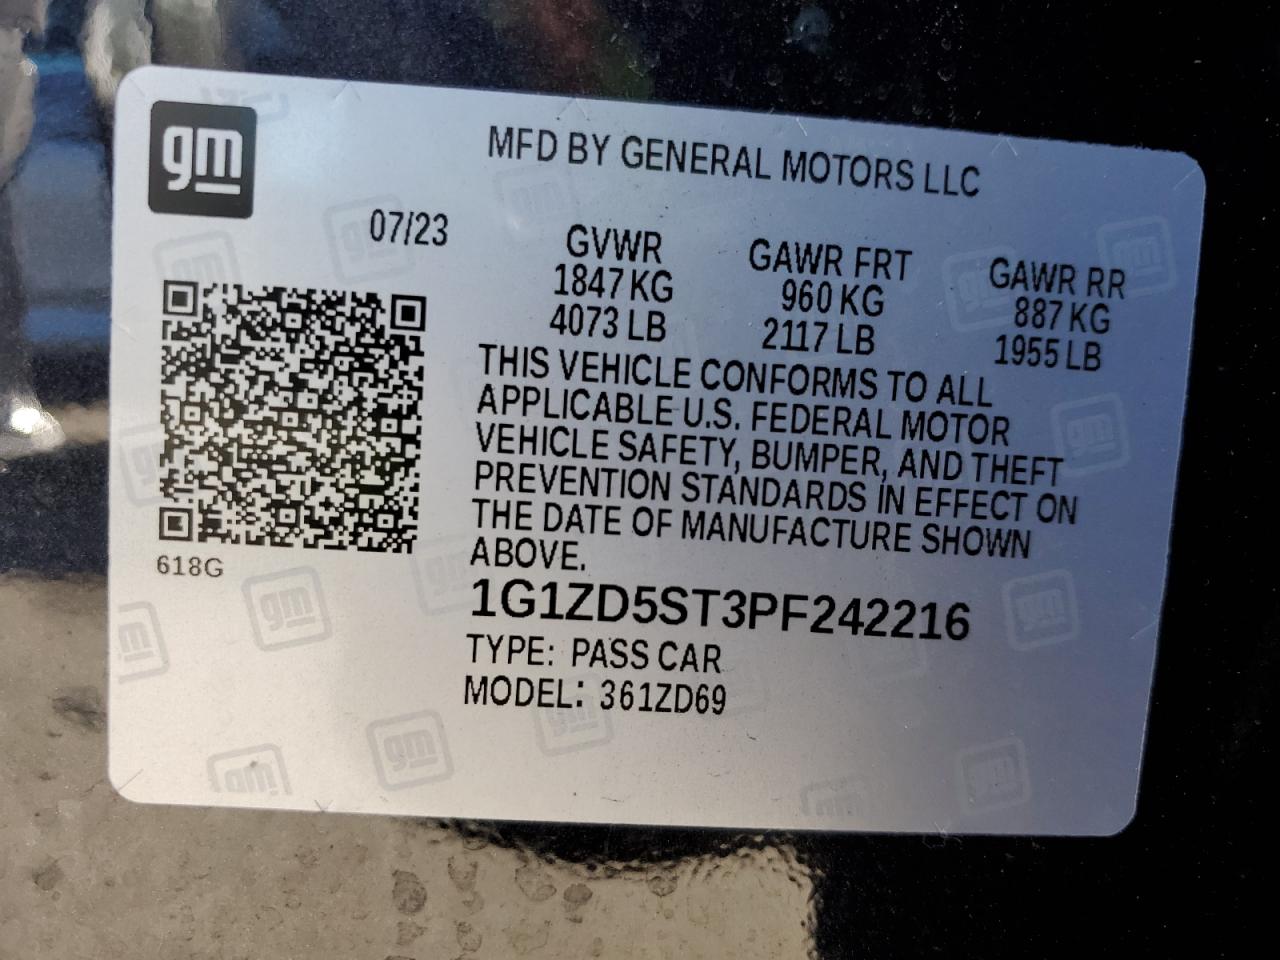 gm
MFD BY GENERAL MOTORS LLC
07/23
GVWR GAWR FRT GAWR RR
1847 KG 960 KG 887 KG
4073 LB 2117 LB 1955 LB
THIS VEHICLE CONFORMS TO ALL
APPLICABLE U.S. FEDERAL MOTOR
VEHICLE SAFETY, BUMPER, AND THEFT
PREVENTION STANDARDS IN EFFECT ON
THE DATE OF MANUFACTURE SHOWN
ABOVE.
618G
1G1ZD5ST3PF242216
TYPE: PASS CAR
MODEL: 361ZD69